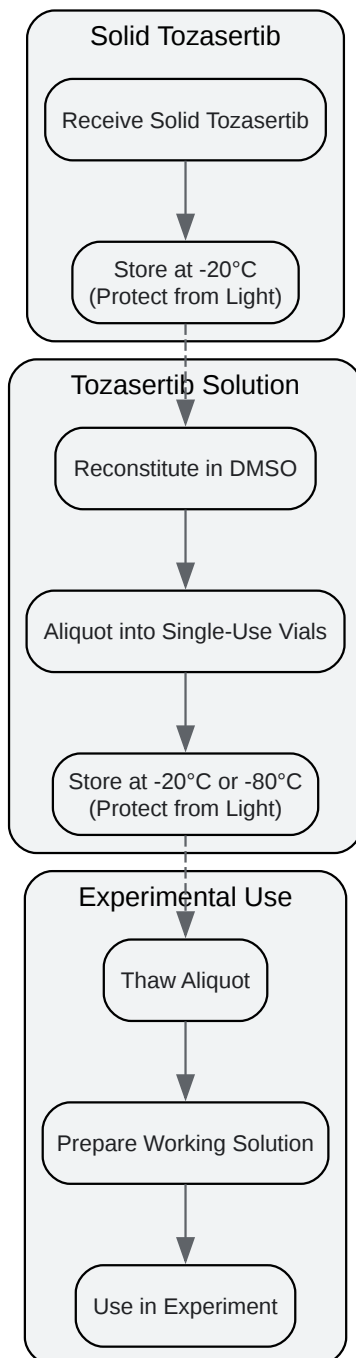 Solid Tozasertib
Receive Solid Tozasertib
Store at -20°C
(Protect from Light)
Tozasertib Solution
Reconstitute in DMSO
Aliquot into Single-Use Vials
Store at -20°C or -80°C
(Protect from Light)
Experimental Use
Thaw Aliquot
Prepare Working Solution
Use in Experiment